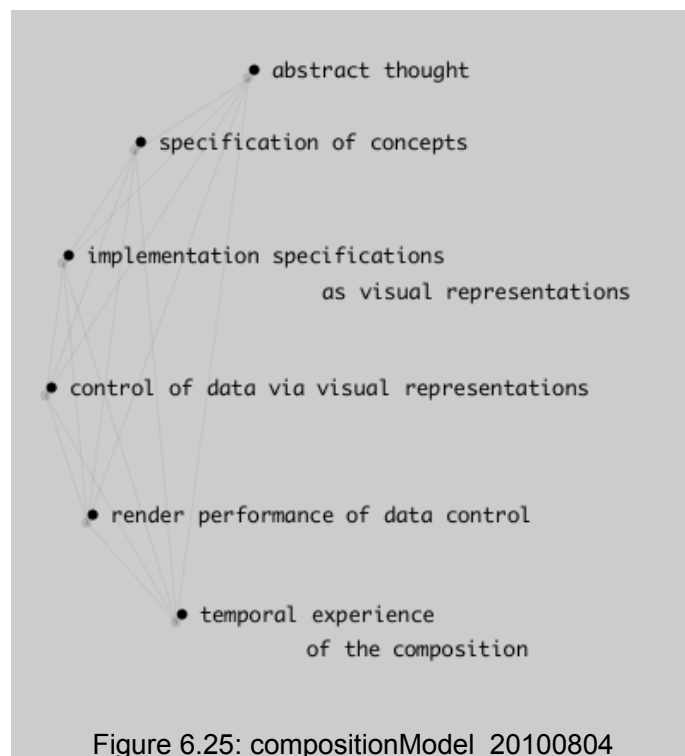 abstract thought
specification of concepts
implementation specifications
as visual representations
control of data via visual representations
render performance of data control
temporal experience
of the composition
Figure 6.25: compositionModel_20100804